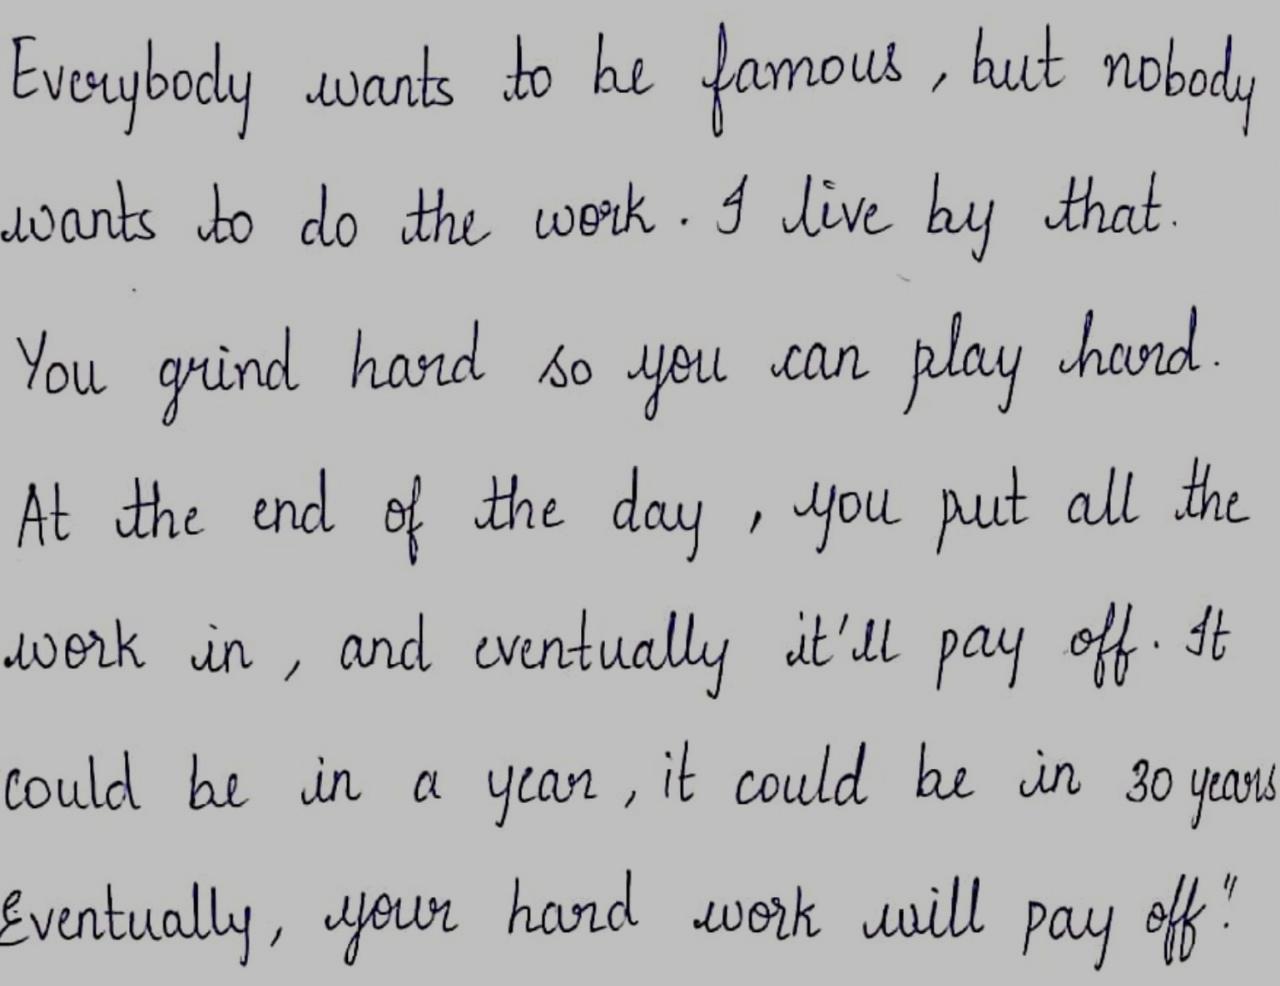 Everybody wants to be famous, but nobody
wants to do the work. I live by that.
You grind hard so you can play hard.
At the end of the day, you put all the
work in, and eventually it'll pay off. It
could be in a year, it could be in 30 years
Eventually, your hard work will pay off."